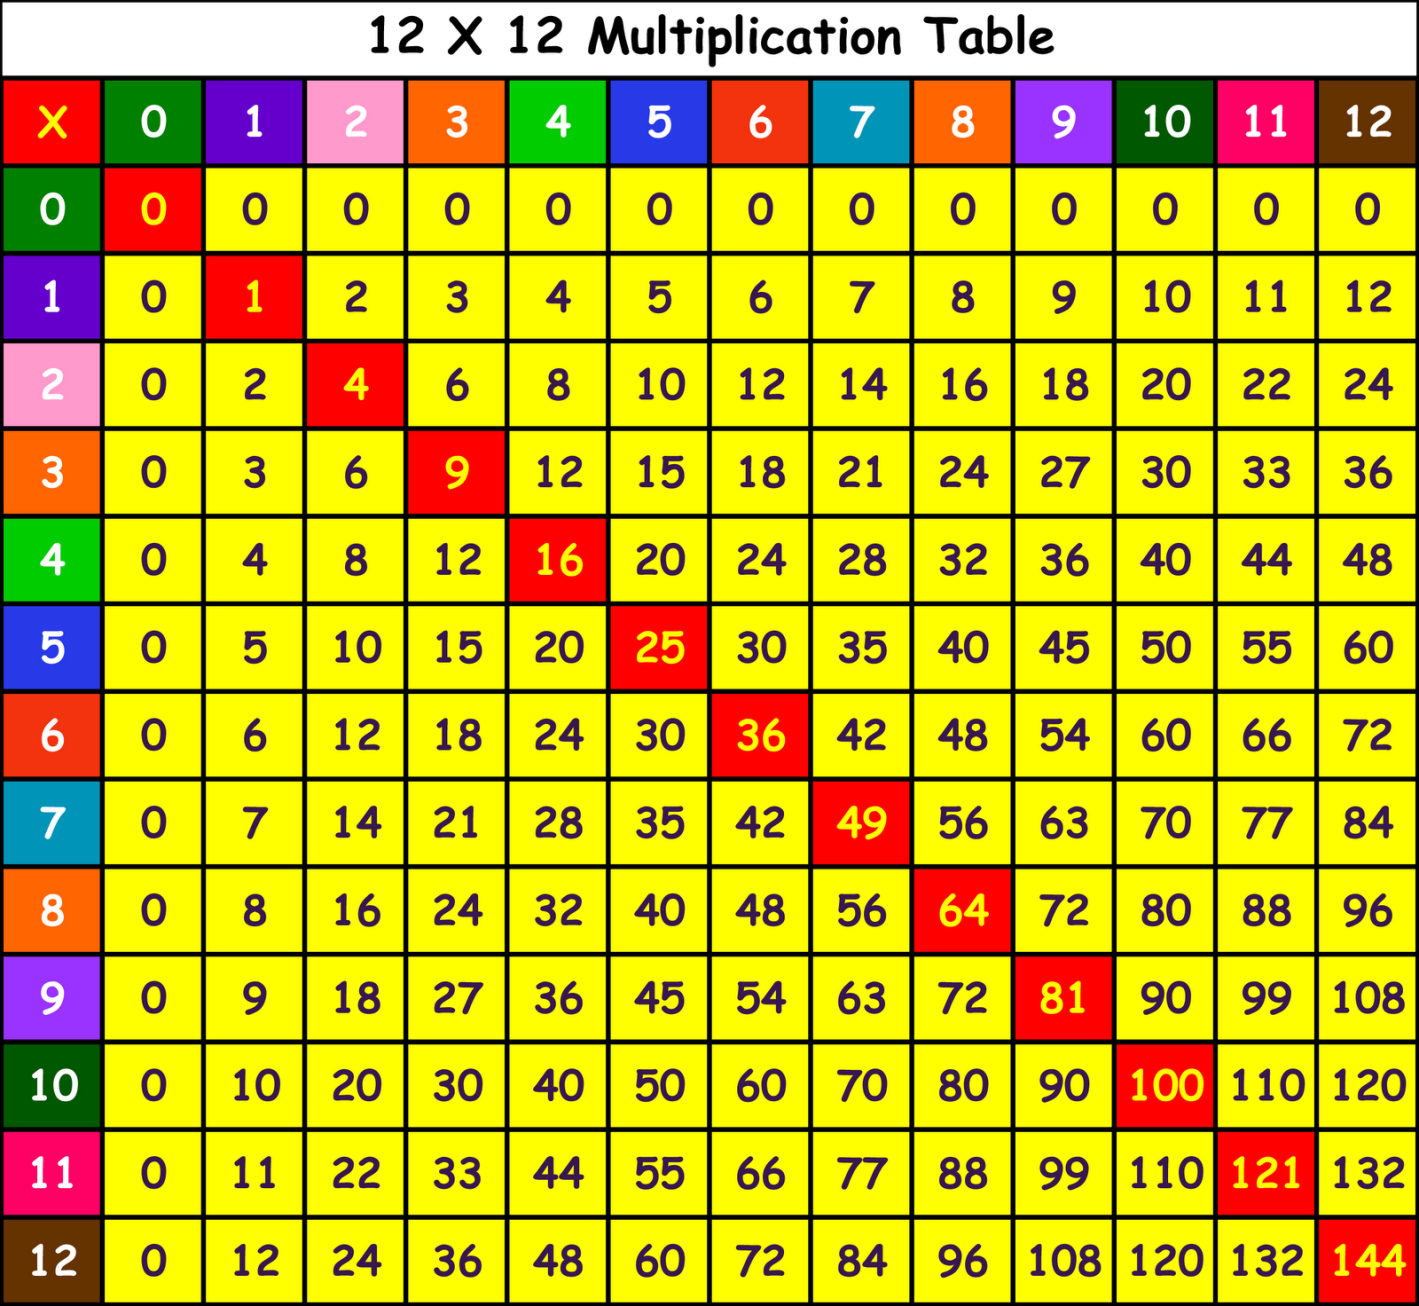 12 X 12 Multiplication Table
X 0 1 2 3 4 5 6 7 8 9 10 11 12
0 0 0 0 0 0 0 0 0 0 0 0 0 0
1 0 1 2 3 4 5 6 7 8 9 10 11 12
2 0 2 4 6 8 10 12 14 16 18 20 22 24
3 0 3 6 9 12 15 18 21 24 27 30 33 36
4 0 4 8 12 16 20 24 28 32 36 40 44 48
5 0 5 10 15 20 25 30 35 40 45 50 55 60
6 0 6 12 18 24 30 36 42 48 54 60 66 72
7 0 7 14 21 28 35 42 49 56 63 70 77 84
8 0 8 16 24 32 40 48 56 64 72 80 88 96
9 0 9 18 27 36 45 54 63 72 81 90 99 108
10 0 10 20 30 40 50 60 70 80 90 100 110 120
11 0 11 22 33 44 55 66 77 88 99 110 121 132
12 0 12 24 36 48 60 72 84 96 108 120 132 144